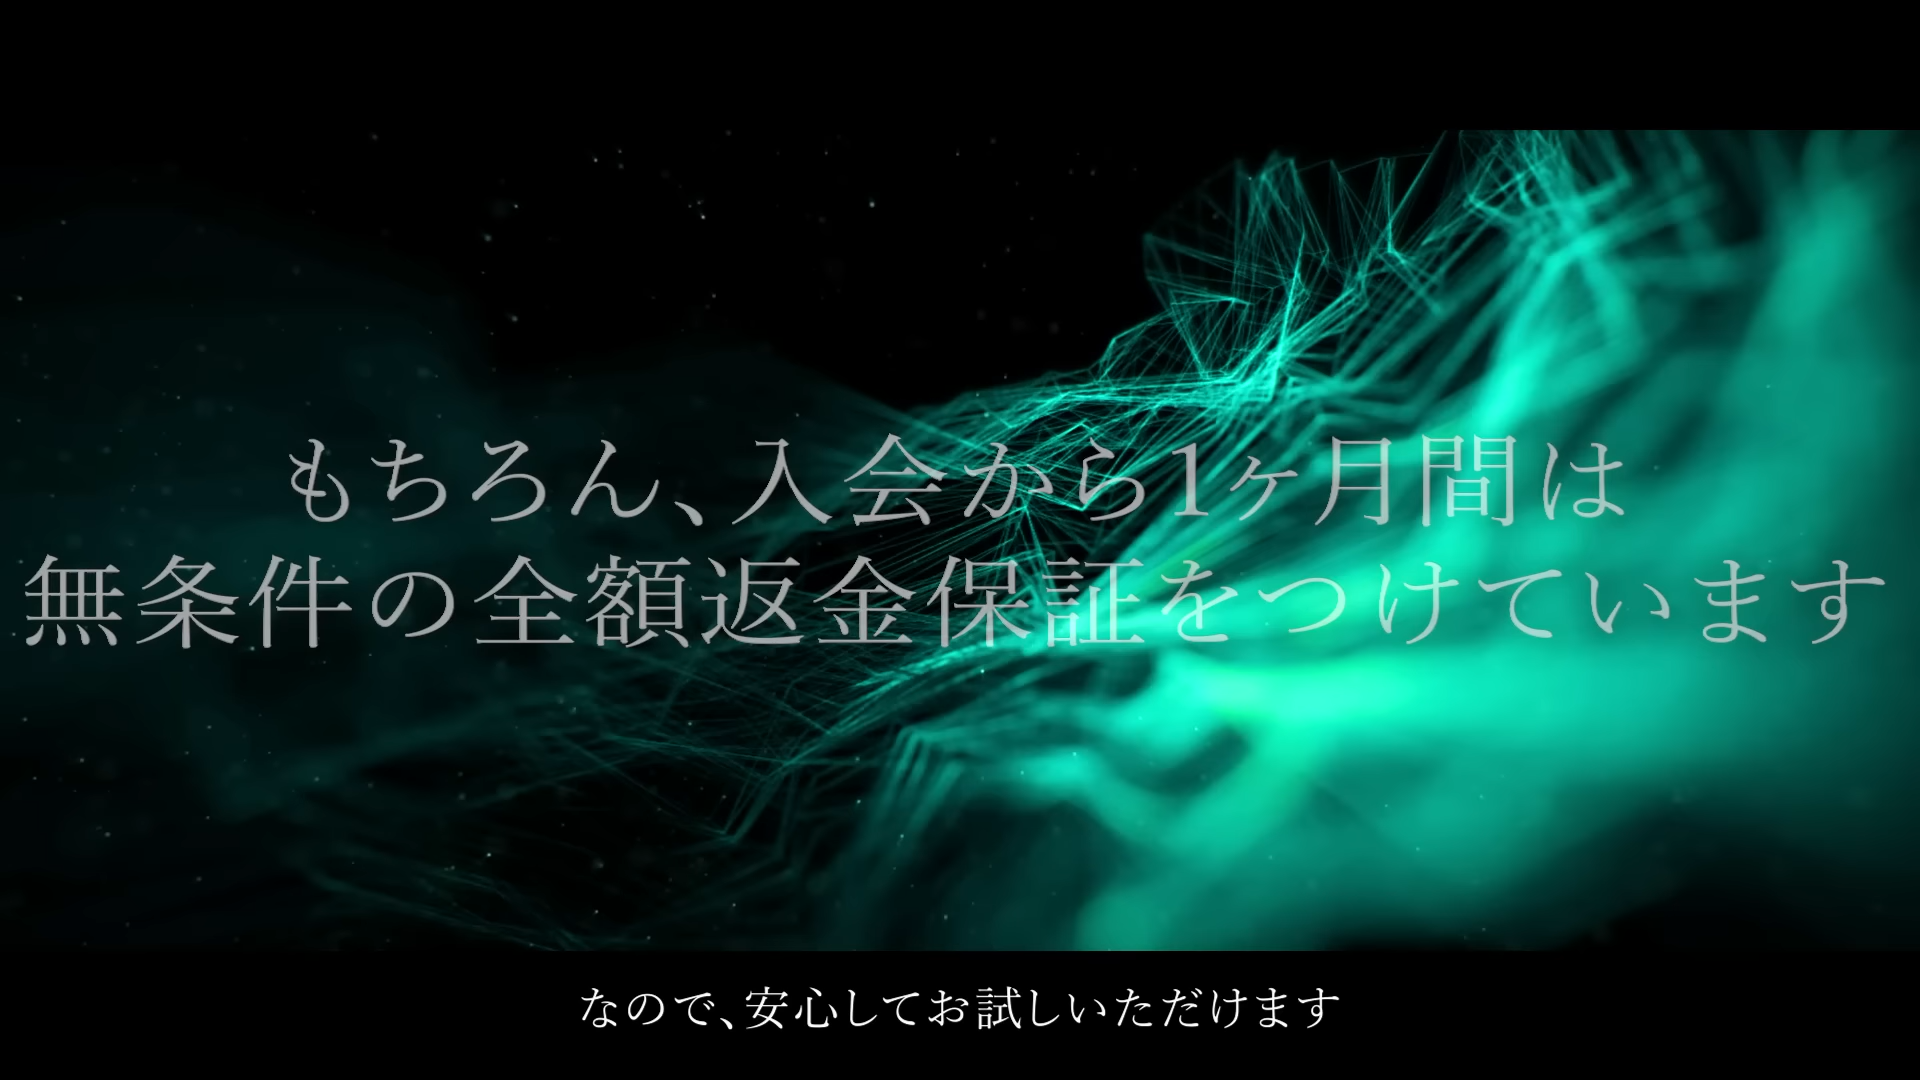 もちろん、入会から1ヶ月間は
無条件の全額返金保証をつけています
なので、安心してお試しいただけます